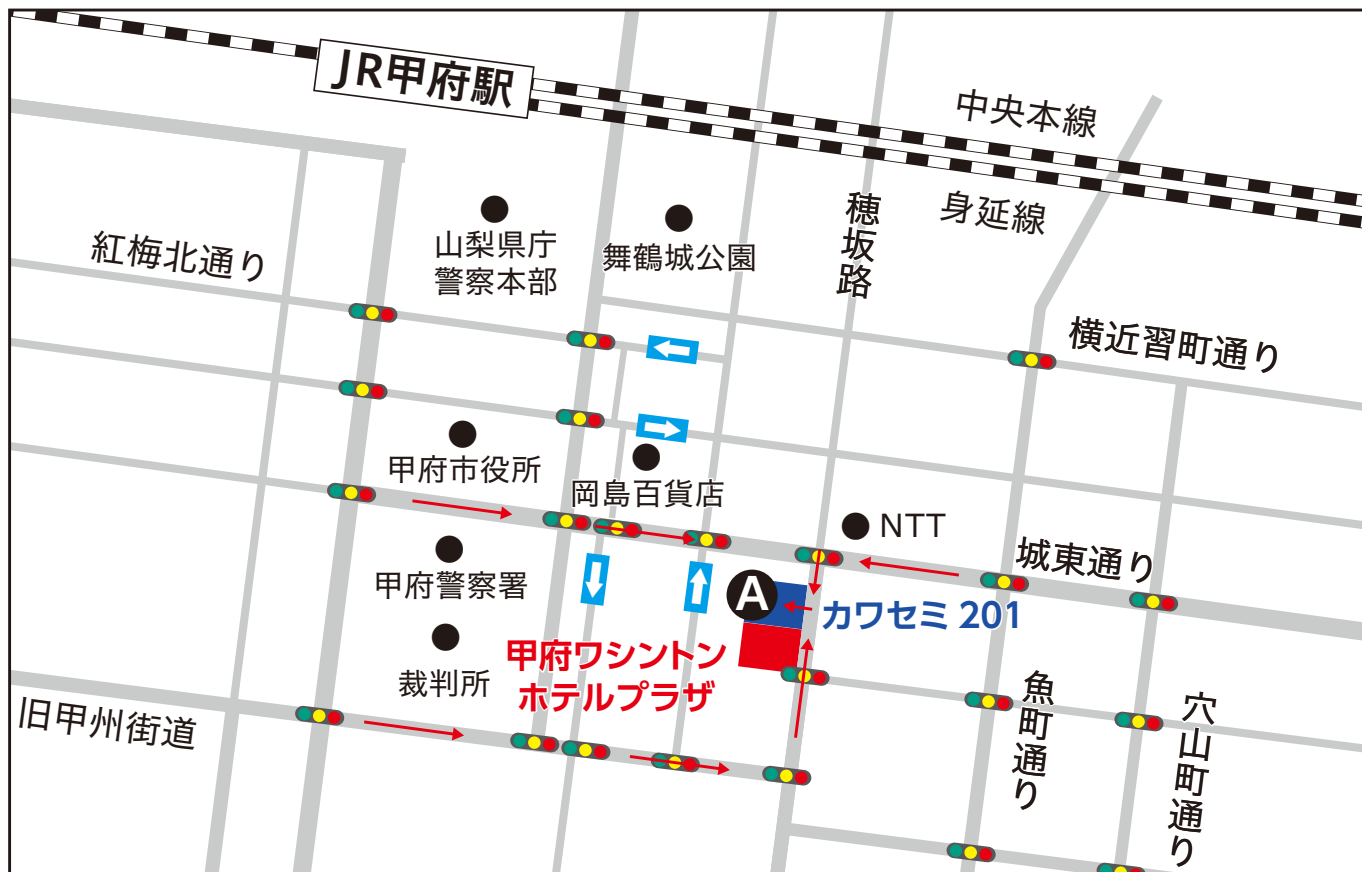 JR甲府駅
中央本線
身延線
穂坂路
山梨県庁
警察本部
舞鶴城公園
紅梅北通り
横近習町通り
甲府市役所
岡島百貨店
NTT
城東通り
甲府警察署
A
カワセミ 201
裁判所
甲府ワシントン
ホテルプラザ
魚町通り
穴山町通り
旧甲州街道